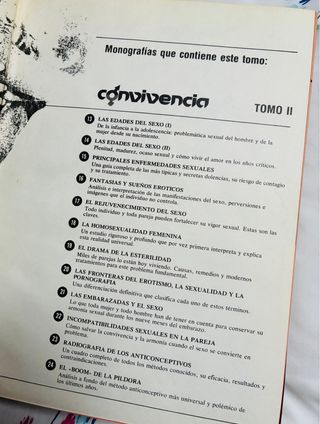 Monografías que contiene este tomo:
convivencia
TOMO II
13 LAS EDADES DEL SEXO (I)
De la infancia a la adolescencia: problemática sexual del hombre y de la
mujer desde su nacimiento.
14 LAS EDADES DEL SEXO (II)
Plenitud, madurez, ocaso sexual y cómo vivir el amor en los años críticos.
15 PRINCIPALES ENFERMEDADES SEXUALES
Una guía completa de las más típicas y secretas dolencias, su riesgo de contagio
y su tratamiento.
16 FANTASIAS Y SUEÑOS EROTICOS
Análisis e interpretación de las manifestaciones del sexo, perversiones e
imágenes que el individuo no controla.
17 EL REJUVENECIMIENTO DEL SEXO
Todo individuo y toda pareja pueden fortalecer su vigor sexual. Estas son las
claves.
18 LA HOMOSEXUALIDAD FEMENINA
Un estudio riguroso y profundo que por vez primera interpreta y explica
esta realidad universal.
19 EL DRAMA DE LA ESTERILIDAD
Miles de parejas lo están hoy viviendo. Causas, remedios y modernos
tratamientos para este problema fundamental.
20 LAS FRONTERAS DEL EROTISMO, LA SEXUALIDAD Y LA
PORNOGRAFIA
Una diferenciación definitiva que clasifica cada uno de estos términos.
21 LAS EMBARAZADAS Y EL SEXO
Lo que toda mujer y todo hombre han de tener en cuenta para conservar su
armonía sexual durante los nueve meses del embarazo.
22 INCOMPATIBILIDADES SEXUALES EN LA PAREJA
Cómo salvar la convivencia y la armonía cuando el sexo se convierte en
problema.
23 RADIOGRAFIA DE LOS ANTICONCEPTIVOS
Un cuadro completo de todos los métodos conocidos, su eficacia, resultados y
contraindicaciones.
24 EL «BOOM» DE LA PILDORA
Análisis a fondo del método anticonceptivo más universal y polémico de
los últimos años.